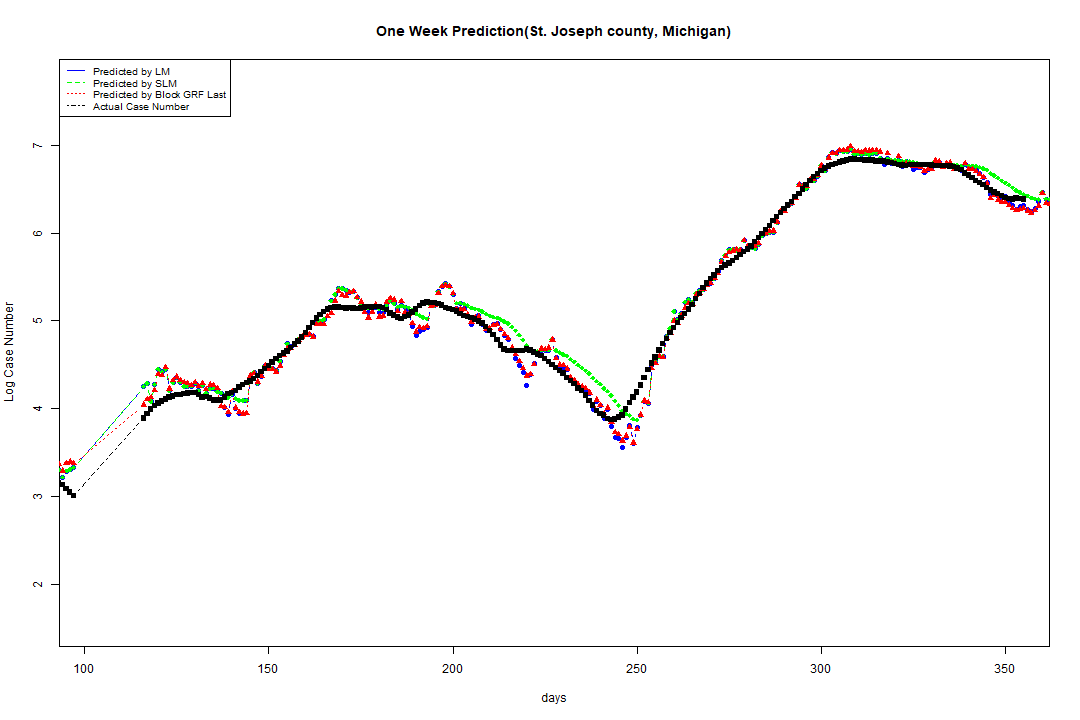 One Week Prediction(St. Joseph county, Michigan)
Predicted by LM
Predicted by SLM
Predicted by Block GRF Last
Actual Case Number
7
6
5
4
3
2
Log Case Number
100 150 200 250 300 350
days